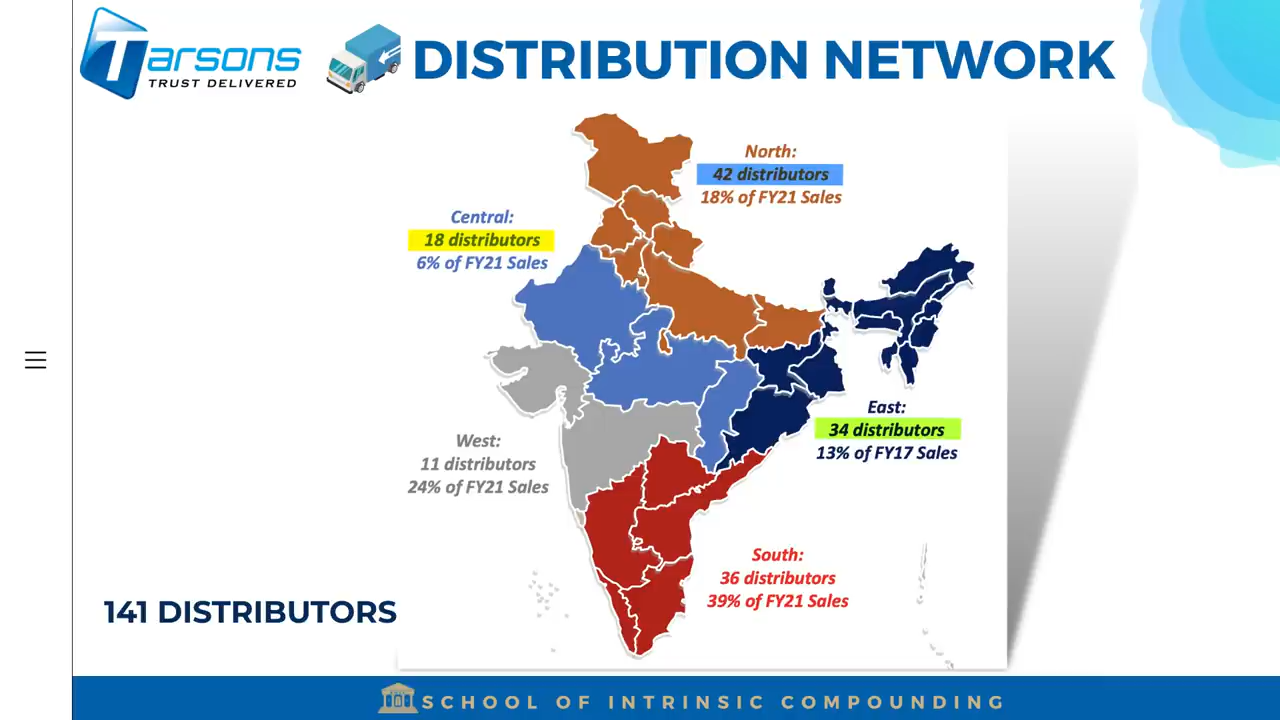 Tarsons
TRUST DELIVERED
DISTRIBUTION NETWORK
North:
42 distributors
18% of FY21 Sales
Central:
18 distributors
6% of FY21 Sales
East:
34 distributors
13% of FY17 Sales
West:
11 distributors
24% of FY21 Sales
South:
36 distributors
39% of FY21 Sales
141 DISTRIBUTORS
SCHOOL OF INTRINSIC COMPOUNDING